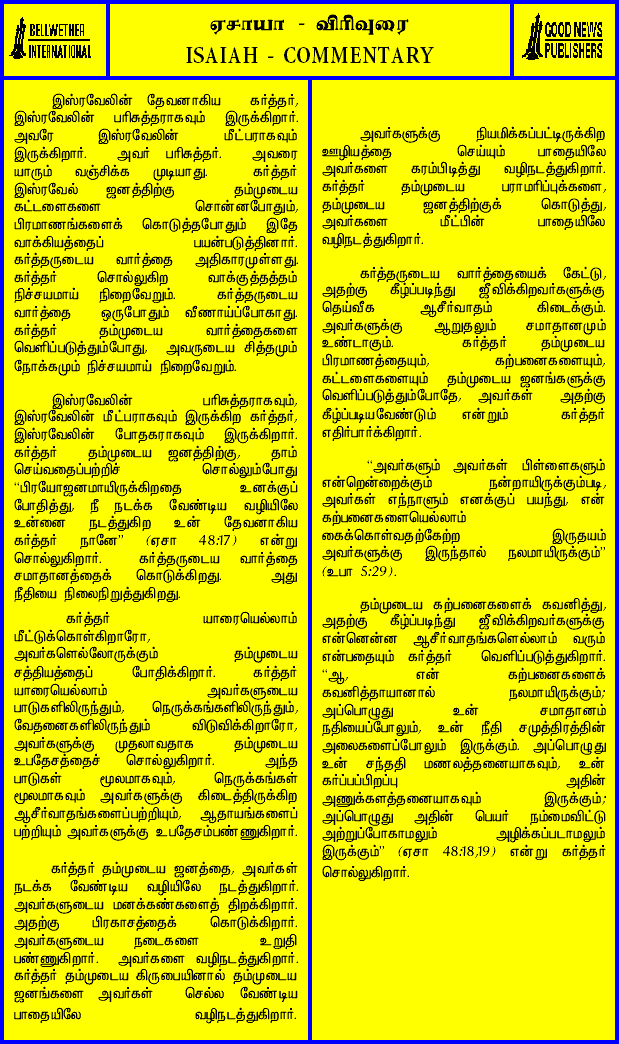 BELLWETHER
INTERNATIONAL
ஏசாயா - விரிவுரை
ISAIAH - COMMENTARY
GOOD NEWS
PUBLISHERS
இஸ்ரவேலின் தேவனாகிய கர்த்தர்,
இஸ்ரவேலின் பரிசுத்தராகவும் இருக்கிறார்.
அவரே இஸ்ரவேலின் மீட்பராகவும்
இருக்கிறார். அவர் பரிசுத்தர். அவரை
யாரும் வஞ்சிக்க முடியாது. கர்த்தர்
இஸ்ரவேல் ஜனத்திற்கு தம்முடைய
கட்டளைகளை சொன்னபோதும்,
பிரமாணங்களைக் கொடுத்தபோதும் இதே
வாக்கியத்தைப் பயன்படுத்தினார்.
கர்த்தருடைய வார்த்தை அதிகாரமுள்ளது.
கர்த்தர் சொல்லுகிற வாக்குத்தத்தம்
நிச்சயமாய் நிறைவேறும். கர்த்தருடைய
வார்த்தை ஒருபோதும் வீணாய்ப்போகாது.
கர்த்தர் தம்முடைய வார்த்தைகளை
வெளிப்படுத்தும்போது, அவருடைய சித்தமும்
நோக்கமும் நிச்சயமாய் நிறைவேறும்.
இஸ்ரவேலின் பரிசுத்தராகவும்,
இஸ்ரவேலின் மீட்பராகவும் இருக்கிற கர்த்தர்,
இஸ்ரவேலின் போதகராகவும் இருக்கிறார்.
கர்த்தர் தம்முடைய ஜனத்திற்கு, தாம்
செய்வதைப்பற்றிச் சொல்லும்போது
“பிரயோஜனமாயிருக்கிறதை உனக்குப்
போதித்து, நீ நடக்க வேண்டிய வழியிலே
உன்னை நடத்துகிற உன் தேவனாகிய
கர்த்தர் நானே” (ஏசா 48:17) என்று
சொல்லுகிறார். கர்த்தருடைய வார்த்தை
சமாதானத்தைக் கொடுக்கிறது. அது
நீதியை நிலைநிறுத்துகிறது.
கர்த்தர் யாரையெல்லாம்
மீட்டுக்கொள்கிறாரோ,
அவர்களெல்லோருக்கும் தம்முடைய
சத்தியத்தைப் போதிக்கிறார். கர்த்தர்
யாரையெல்லாம் அவர்களுடைய
பாடுகளிலிருந்தும், நெருக்கங்களிலிருந்தும்,
வேதனைகளிலிருந்தும் விடுவிக்கிறாரோ,
அவர்களுக்கு முதலாவதாக தம்முடைய
உபதேசத்தைச் சொல்லுகிறார். அந்த
பாடுகள் மூலமாகவும், நெருக்கங்கள்
மூலமாகவும் அவர்களுக்கு கிடைத்திருக்கிற
ஆசீர்வாதங்களைப்பற்றியும், ஆதாயங்களைப்
பற்றியும் அவர்களுக்கு உபதேசம்பண்ணுகிறார்.
கர்த்தர் தம்முடைய ஜனத்தை, அவர்கள்
நடக்க வேண்டிய வழியிலே நடத்துகிறார்.
அவர்களுடைய மனக்கண்களைத் திறக்கிறார்.
அதற்கு பிரகாசத்தைக் கொடுக்கிறார்.
அவர்களுடைய நடைகளை உறுதி
பண்ணுகிறார். அவர்களை வழிநடத்துகிறார்.
கர்த்தர் தம்முடைய கிருபையினால் தம்முடைய
ஜனங்களை அவர்கள் செல்ல வேண்டிய
பாதையிலே வழிநடத்துகிறார்.
அவர்களுக்கு நியமிக்கப்பட்டிருக்கிற
ஊழியத்தை செய்யும் பாதையிலே
அவர்களை கரம்பிடித்து வழிநடத்துகிறார்.
கர்த்தர் தம்முடைய பராமரிப்புக்களை,
தம்முடைய ஜனத்திற்குக் கொடுத்து,
அவர்களை மீட்பின் பாதையிலே
வழிநடத்துகிறார்.
கர்த்தருடைய வார்த்தையைக் கேட்டு,
அதற்கு கீழ்ப்படிந்து ஜீவிக்கிறவர்களுக்கு
தெய்வீக ஆசீர்வாதம் கிடைக்கும்.
அவர்களுக்கு ஆறுதலும் சமாதானமும்
உண்டாகும். கர்த்தர் தம்முடைய
பிரமாணத்தையும், கற்பனைகளையும்,
கட்டளைகளையும் தம்முடைய ஜனங்களுக்கு
வெளிப்படுத்தும்போதே, அவர்கள் அதற்கு
கீழ்ப்படியவேண்டும் என்றும் கர்த்தர்
எதிர்பார்க்கிறார்.
“அவர்களும் அவர்கள் பிள்ளைகளும்
என்றென்றைக்கும் நன்றாயிருக்கும்படி,
அவர்கள் எந்நாளும் எனக்குப் பயந்து, என்
கற்பனைகளையெல்லாம்
கைக்கொள்வதற்கேற்ற இருதயம்
அவர்களுக்கு இருந்தால் நலமாயிருக்கும்”
(உபா 5:29).
தம்முடைய கற்பனைகளைக் கவனித்து,
அதற்கு கீழ்ப்படிந்து ஜீவிக்கிறவர்களுக்கு
என்னென்ன ஆசீர்வாதங்களெல்லாம் வரும்
என்பதையும் கர்த்தர் வெளிப்படுத்துகிறார்.
“ஆ, என் கற்பனைகளைக்
கவனித்தாயானால் நலமாயிருக்கும்;
அப்பொழுது உன் சமாதானம்
நதியைப்போலும், உன் நீதி சமுத்திரத்தின்
அலைகளைப்போலும் இருக்கும். அப்பொழுது
உன் சந்ததி மணலத்தனையாகவும், உன்
கர்ப்பப்பிறப்பு அதின்
அணுக்களத்தனையாகவும் இருக்கும்;
அப்பொழுது அதின் பெயர் நம்மைவிட்டு
அற்றுப்போகாமலும் அழிக்கப்படாமலும்
இருக்கும்” (ஏசா 48:18,19) என்று கர்த்தர்
சொல்லுகிறார்.